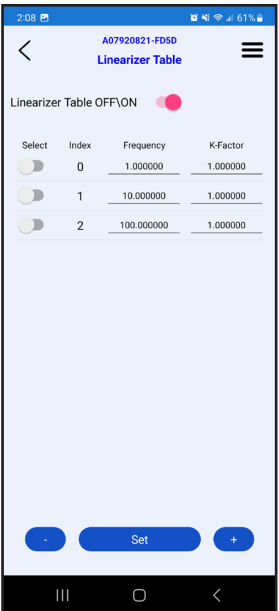 2:08 61%
A07920821-FD5D
Linearizer Table
Linearizer Table OFF\ON
Select Index Frequency K-Factor
0 1.000000 1.000000
1 10.000000 1.000000
2 100.000000 1.000000
- Set +